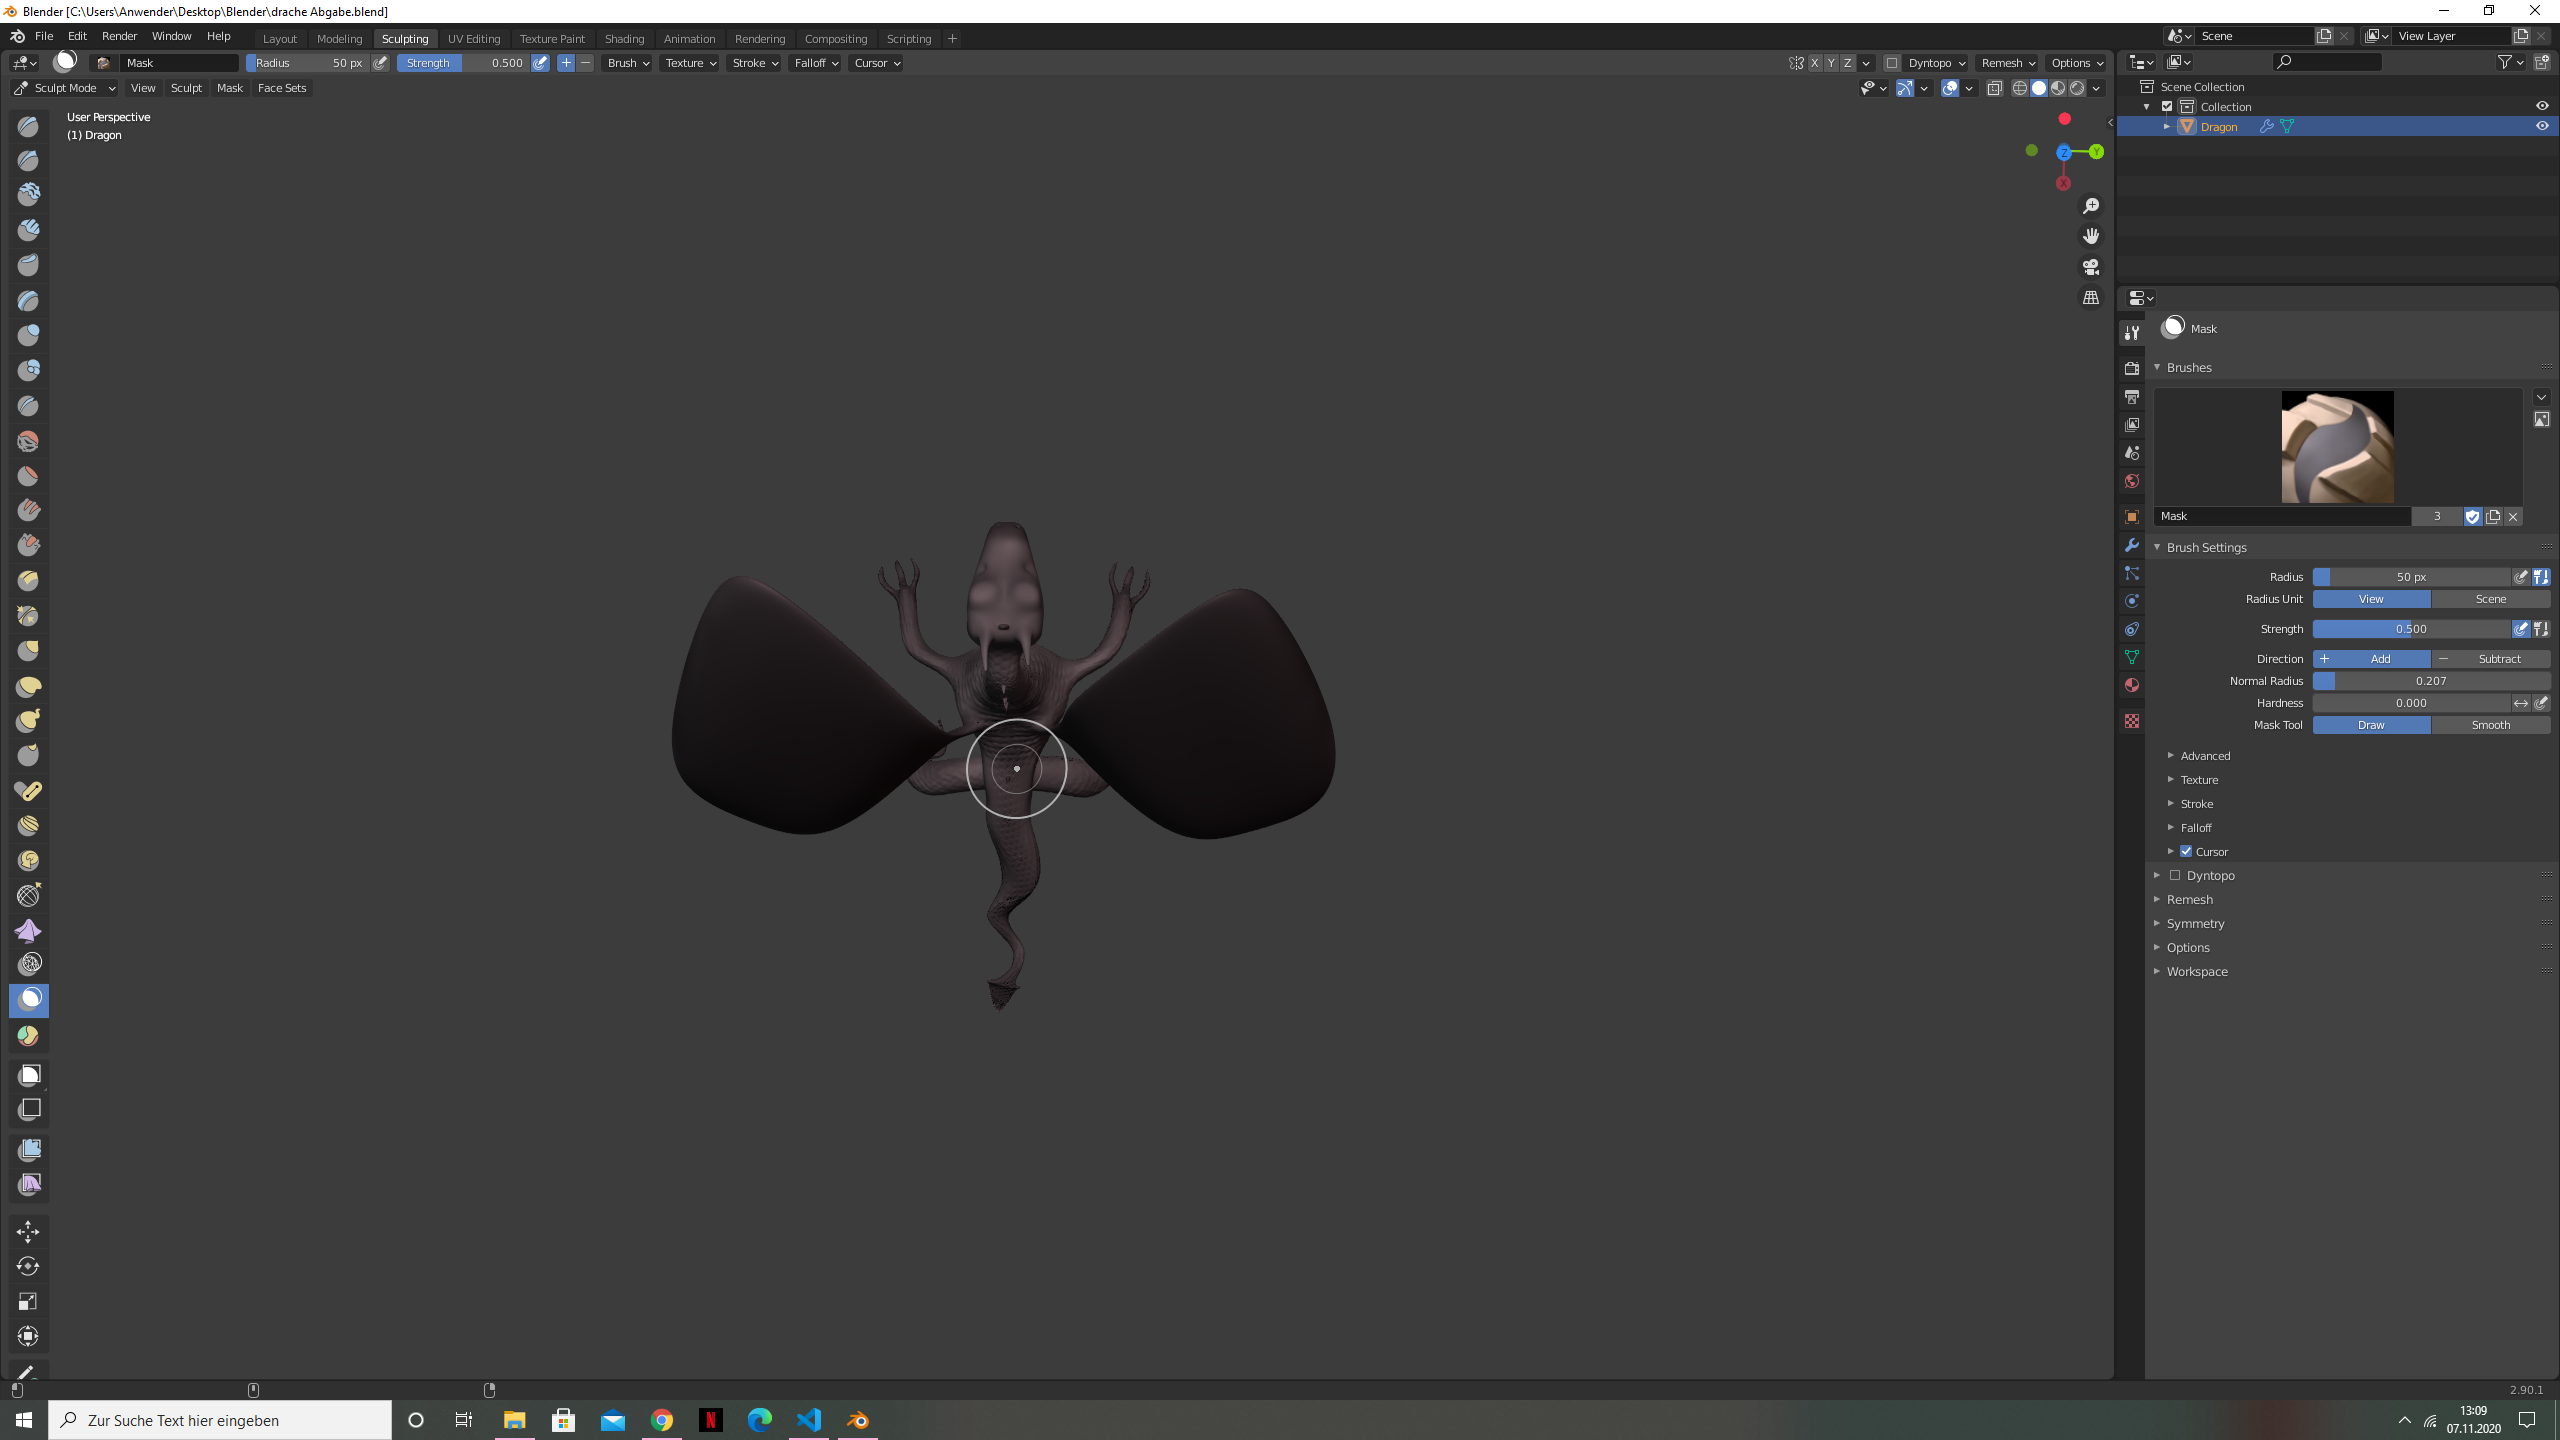 Blender [C:\Users\Anwender\Desktop\Blender\drache Abgabe.blend]
File Edit Render Window Help Layout Modeling Sculpting UV Editing Texture Paint Shading Animation Rendering Compositing Scripting + Scene View Layer
Mask Radius 50 px Strength 0.500 + − Brush Texture Stroke Falloff Cursor X Y Z Dyntopo Remesh Options
Sculpt Mode View Sculpt Mask Face Sets
User Perspective
(1) Dragon
Z Y
X
Scene Collection
Collection
Dragon
Mask
Brushes
Mask 3
Brush Settings
Radius 50 px
Radius Unit View Scene
Strength 0.500
Direction + Add − Subtract
Normal Radius 0.207
Hardness 0.000
Mask Tool Draw Smooth
Advanced
Texture
Stroke
Falloff
Cursor
Dyntopo
Remesh
Symmetry
Options
Workspace
2.90.1
Zur Suche Text hier eingeben
N
13:09
07.11.2020